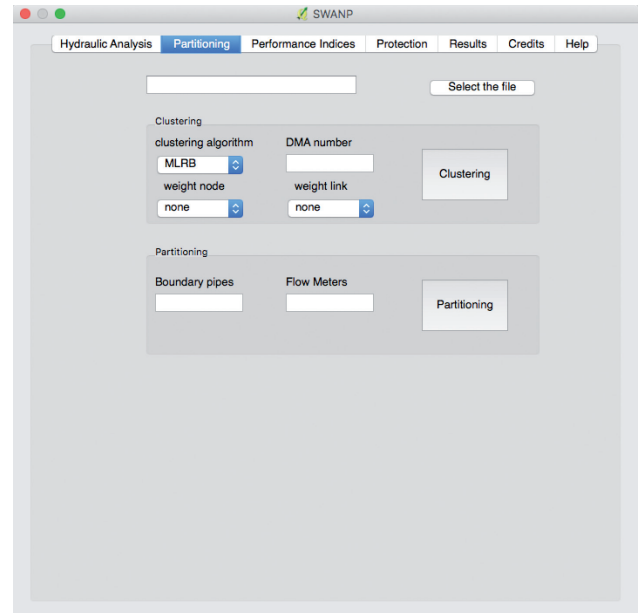 SWANP
Hydraulic Analysis Partitioning Performance Indices Protection Results Credits Help
Select the file
Clustering
clustering algorithm DMA number
MLRB
Clustering
weight node weight link
none none
Partitioning
Boundary pipes Flow Meters
Partitioning